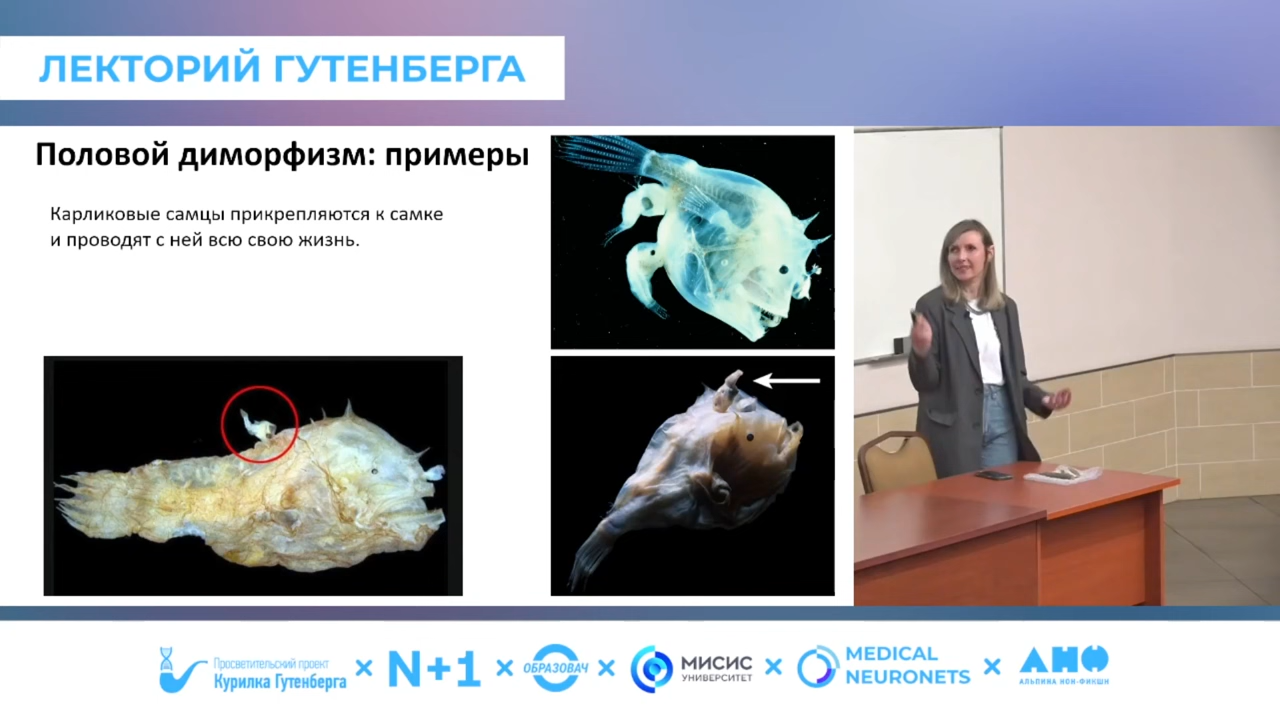 ЛЕКТОРИЙ ГУТЕНБЕРГА
Половой диморфизм: примеры
Карликовые самцы прикрепляются к самке
и проводят с ней всю свою жизнь.
Просветительский проект
Курилка Гутенберга
N+1
ОБРАЗОВАЧ
МИСИС
УНИВЕРСИТЕТ
MEDICAL
NEURONETS
АНФ
АЛЬПИНА НОН-ФИКШН